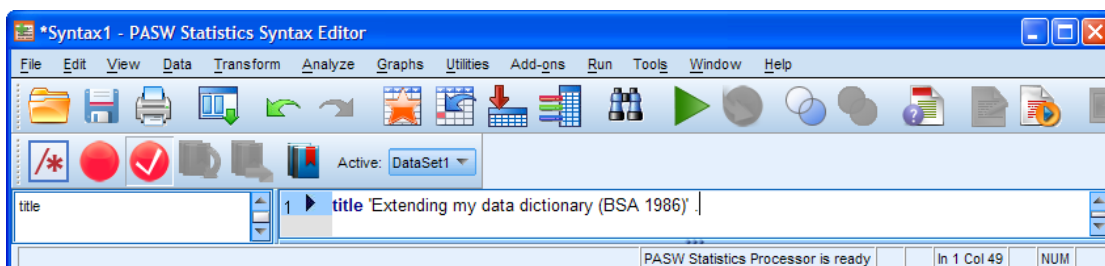 *Syntax1 - PASW Statistics Syntax Editor
File Edit View Data Transform Analyze Graphs Utilities Add-ons Run Tools Window Help
/* Active: DataSet1
title
1 title 'Extending my data dictionary (BSA 1986)' .
PASW Statistics Processor is ready In 1 Col 49 NUM